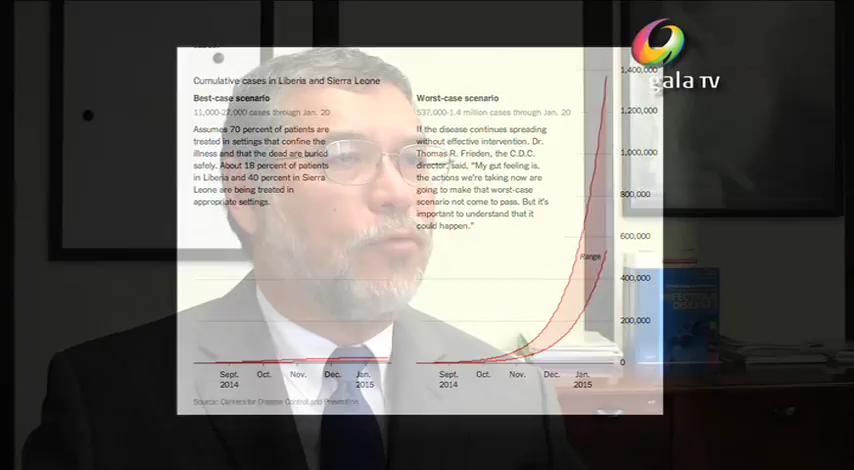 gala TV
Cumulative cases in Liberia and Sierra Leone
Best-case scenario
11,000-27,000 cases through Jan. 20
Assumes 70 percent of patients are
treated in settings that confine the
illness and that the dead are buried
safely. About 18 percent of patients
in Liberia and 40 percent in Sierra
Leone are being treated in
appropriate settings.
Worst-case scenario
537,000-1.4 million cases through Jan. 20
If the disease continues spreading
without effective intervention. Dr.
Thomas R. Frieden, the C.D.C.
director, said, “My gut feeling is,
the actions we're taking now are
going to make that worst-case
scenario not come to pass. But it's
important to understand that it
could happen.”
1,400,000
1,200,000
1,000,000
800,000
600,000
Range
400,000
200,000
0
Sept.
2014
Oct.
Nov.
Dec.
Jan.
2015
Sept.
2014
Oct.
Nov.
Dec.
Jan.
2015
Source: Centers for Disease Control and Prevention
INFECTIOUS
DISEASE